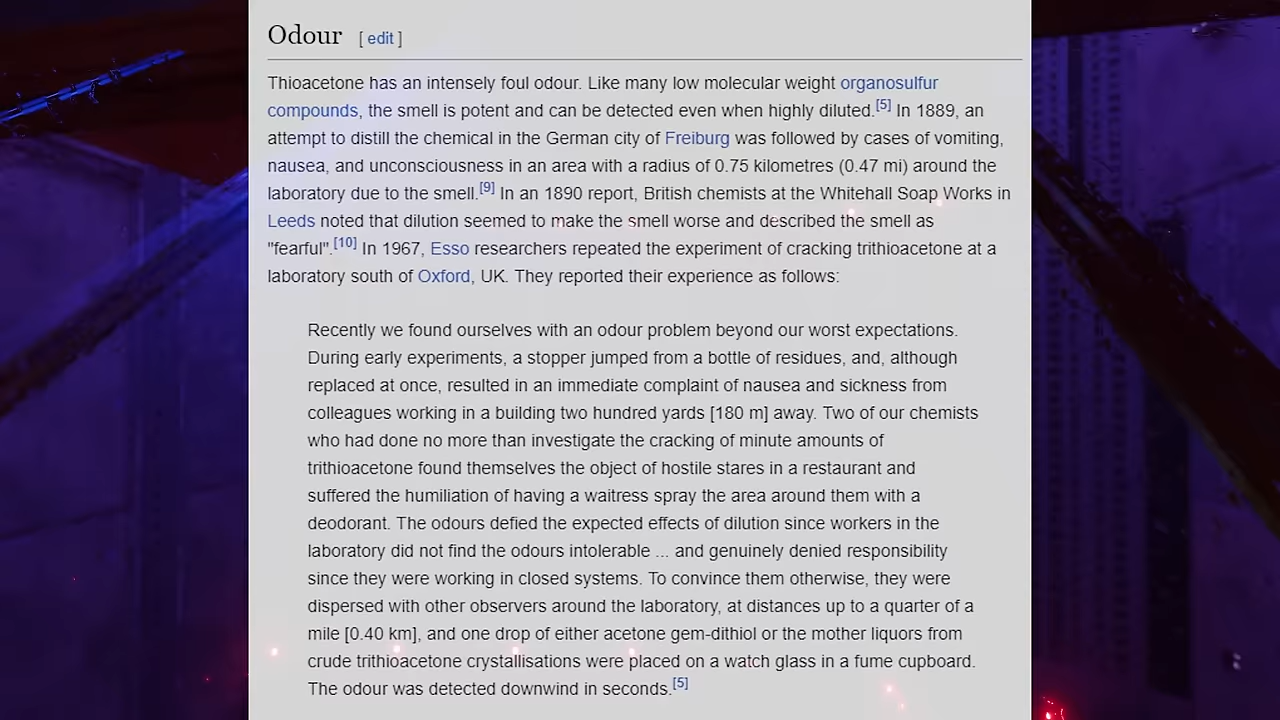 Odour [ edit ]
Thioacetone has an intensely foul odour. Like many low molecular weight organosulfur
compounds, the smell is potent and can be detected even when highly diluted.[5] In 1889, an
attempt to distill the chemical in the German city of Freiburg was followed by cases of vomiting,
nausea, and unconsciousness in an area with a radius of 0.75 kilometres (0.47 mi) around the
laboratory due to the smell.[9] In an 1890 report, British chemists at the Whitehall Soap Works in
Leeds noted that dilution seemed to make the smell worse and described the smell as
"fearful".[10] In 1967, Esso researchers repeated the experiment of cracking trithioacetone at a
laboratory south of Oxford, UK. They reported their experience as follows:
Recently we found ourselves with an odour problem beyond our worst expectations.
During early experiments, a stopper jumped from a bottle of residues, and, although
replaced at once, resulted in an immediate complaint of nausea and sickness from
colleagues working in a building two hundred yards [180 m] away. Two of our chemists
who had done no more than investigate the cracking of minute amounts of
trithioacetone found themselves the object of hostile stares in a restaurant and
suffered the humiliation of having a waitress spray the area around them with a
deodorant. The odours defied the expected effects of dilution since workers in the
laboratory did not find the odours intolerable ... and genuinely denied responsibility
since they were working in closed systems. To convince them otherwise, they were
dispersed with other observers around the laboratory, at distances up to a quarter of a
mile [0.40 km], and one drop of either acetone gem-dithiol or the mother liquors from
crude trithioacetone crystallisations were placed on a watch glass in a fume cupboard.
The odour was detected downwind in seconds.[5]